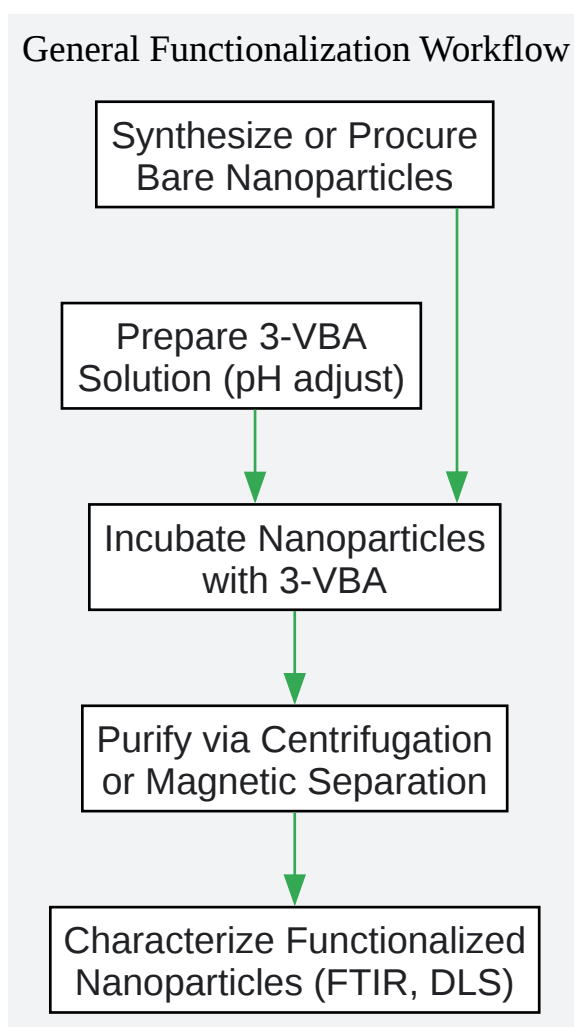 General Functionalization Workflow
Synthesize or Procure
Bare Nanoparticles
Prepare 3-VBA
Solution (pH adjust)
Incubate Nanoparticles
with 3-VBA
Purify via Centrifugation
or Magnetic Separation
Characterize Functionalized
Nanoparticles (FTIR, DLS)